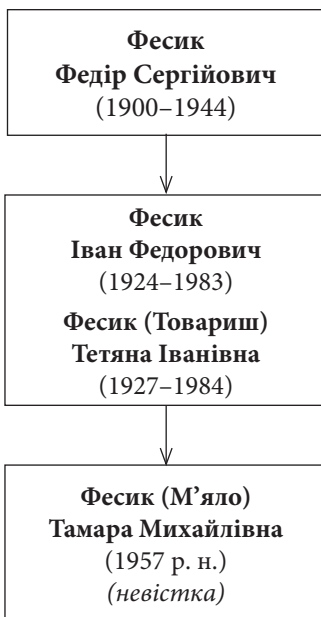 Фесик
Федір Сергійович
(1900–1944)
Фесик
Іван Федорович
(1924–1983)
Фесик (Товариш)
Тетяна Іванівна
(1927–1984)
Фесик (М’яло)
Тамара Михайлівна
(1957 р. н.)
(невістка)